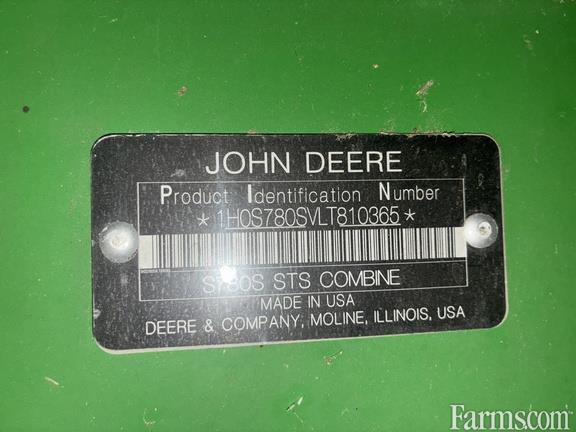 JOHN DEERE
Product Identification Number
*1H0S780SVLT810365*
S780S STS COMBINE
MADE IN USA
DEERE & COMPANY, MOLINE, ILLINOIS, USA
Farms.com